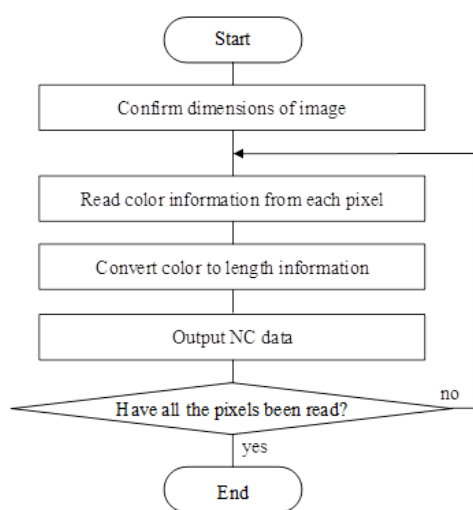 Start
Confirm dimensions of image
Read color information from each pixel
Convert color to length information
Output NC data
Have all the pixels been read?
no
yes
End